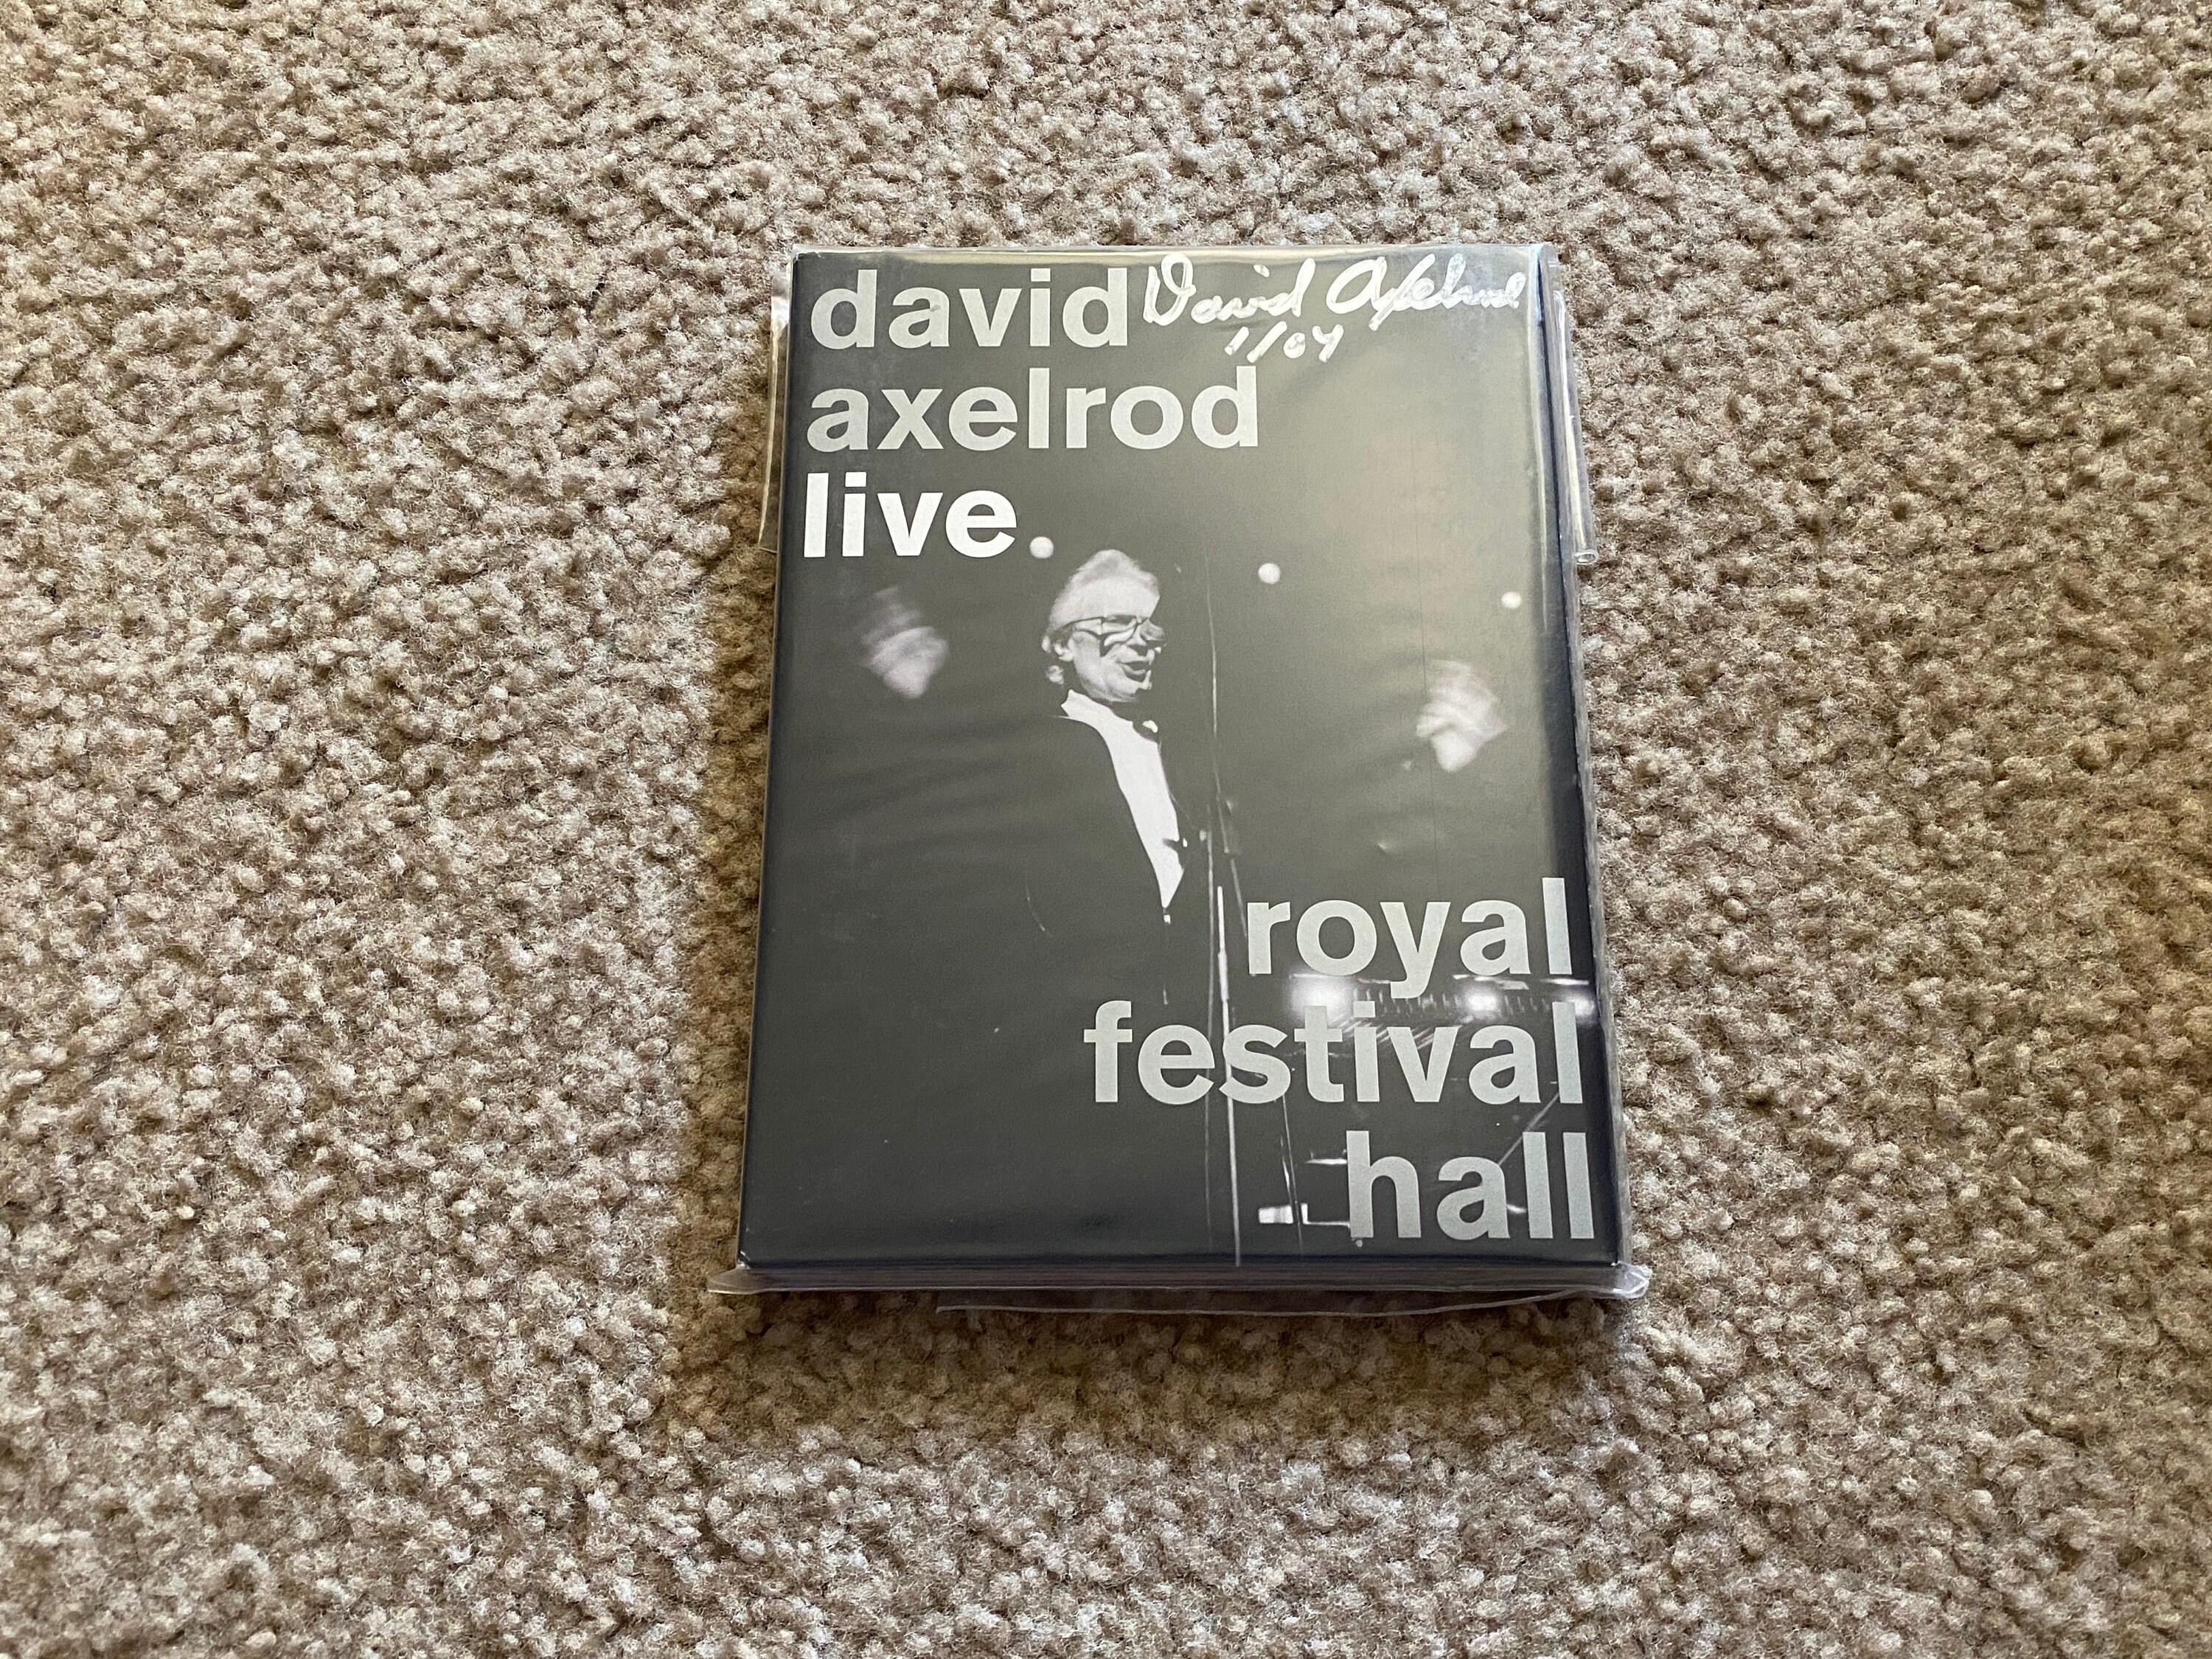 david
David Axelrod
1/04
axelrod
live
royal
festival
hall